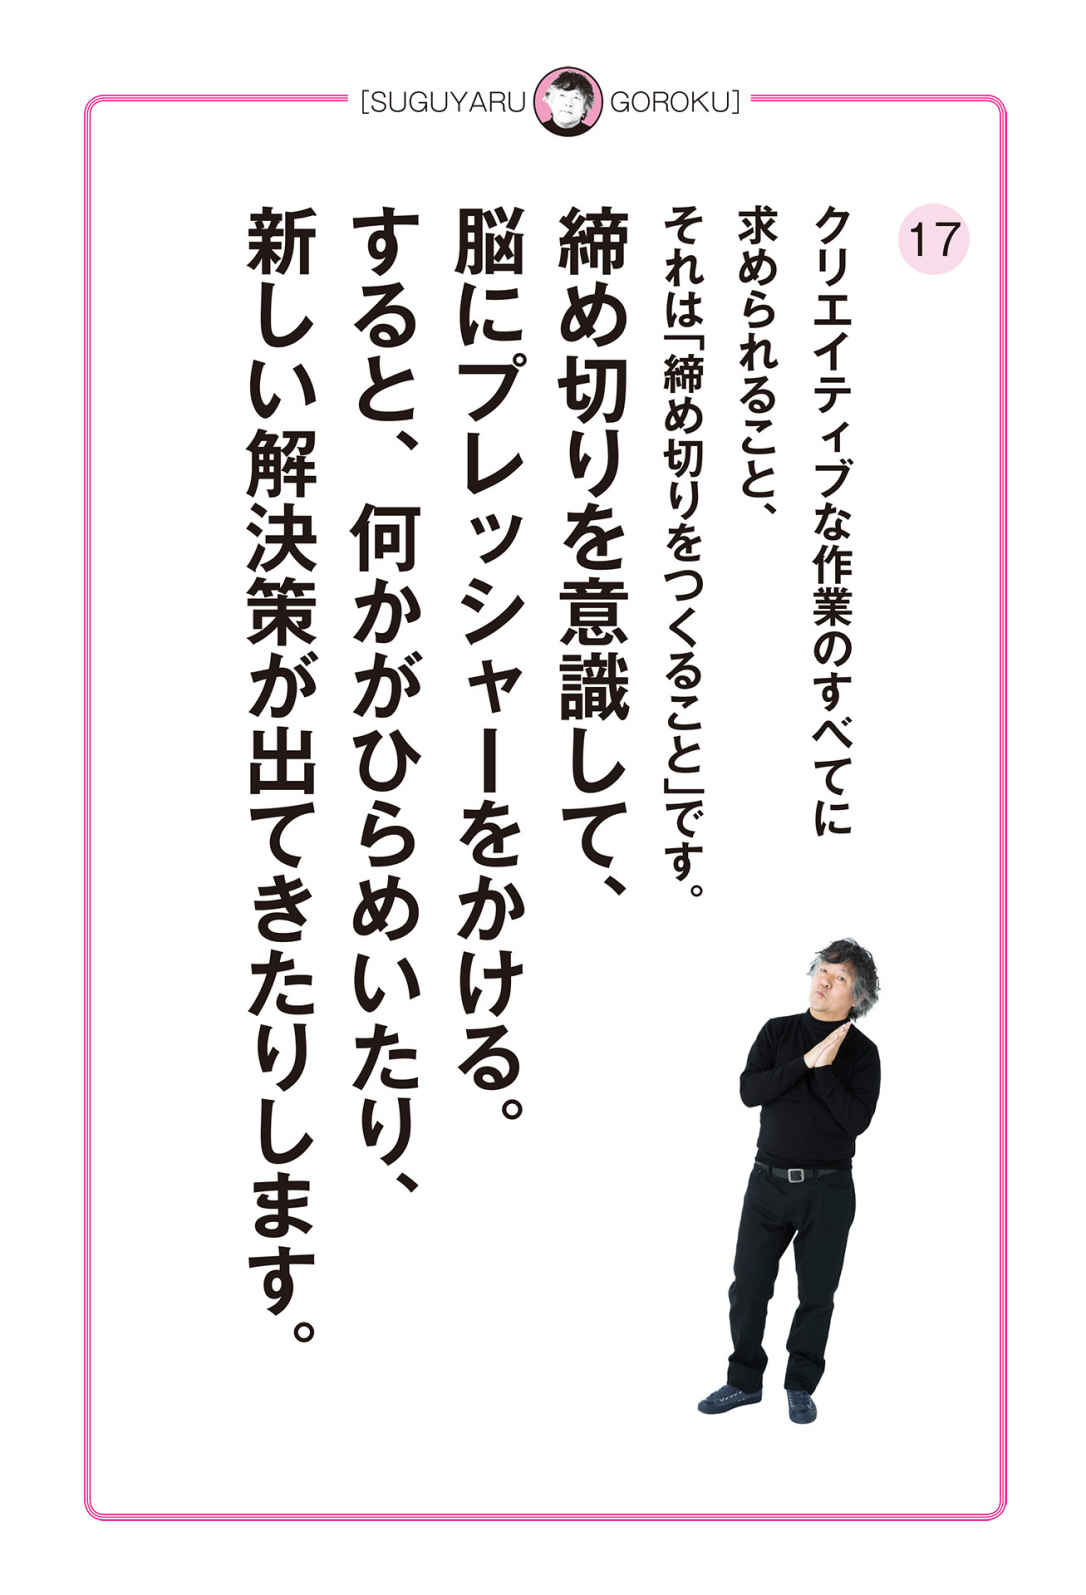 [SUGUYARU GOROKU]
17
クリエイティブな作業のすべてに
求められること、
それは「締め切りをつくること」です。
締め切りを意識して、
脳にプレッシャーをかける。
すると、何かがひらめいたり、
新しい解決策が出てきたりします。